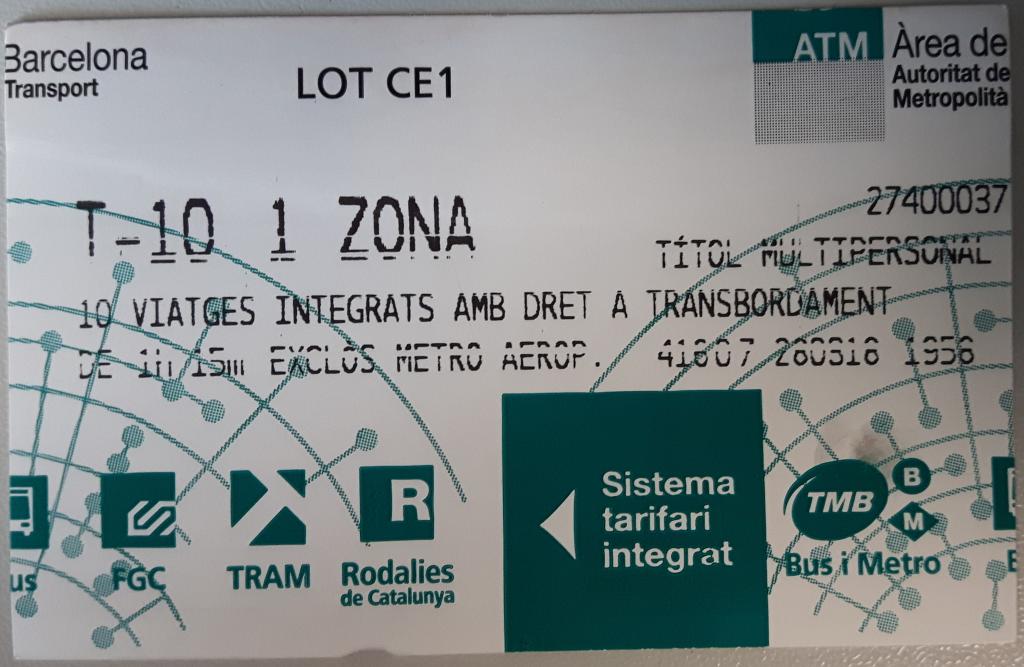 Barcelona
Transport
LOT CE1
ATM
Àrea de
Autoritat de
Metropolità
27400037
T-10 1 ZONA
TÍTOL MULTIPERSONAL
10 VIATGES INTEGRATS AMB DRET A TRANSBORDAMENT
DE 1h/15m EXCLÒS METRO AEROP. 41607 280318 1956
us
FGC
TRAM
R
Rodalies
de Catalunya
Sistema
tarifari
integrat
TMB
B
M
Bus i Metro